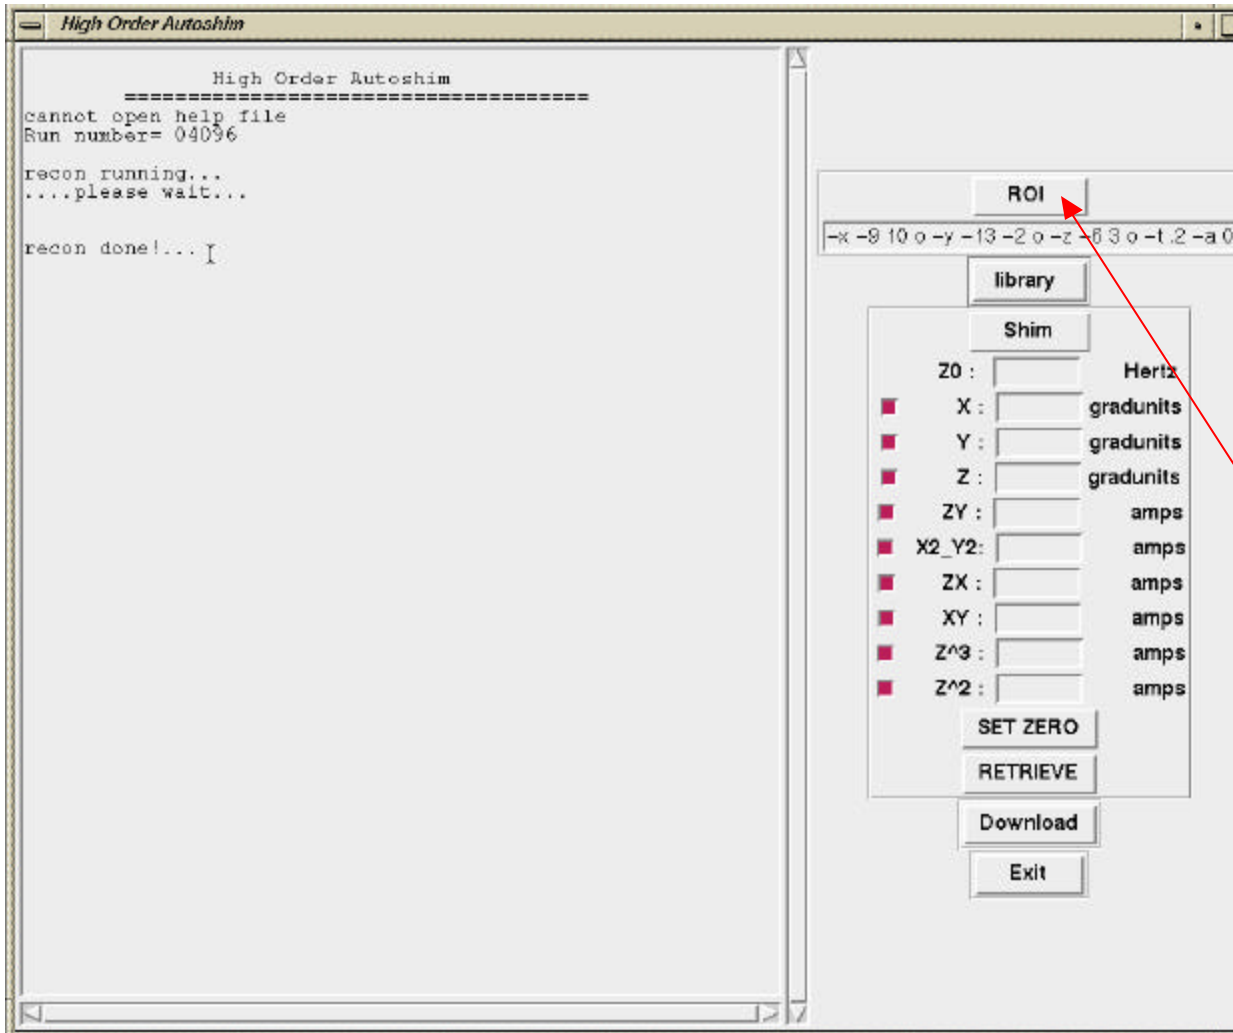 High Order Autoshim
High Order Autoshim
=====================================
cannot open help file
Run number= 04096
recon running...
....please wait...
recon done!...
ROI
-x -9 10 o -y -13 -2 o -z -6 3 o -t .2 -a 0
library
Shim
Z0 : Hertz
X : gradunits
Y : gradunits
Z : gradunits
ZY : amps
X2_Y2: amps
ZX : amps
XY : amps
Z^3 : amps
Z^2 : amps
SET ZERO
RETRIEVE
Download
Exit